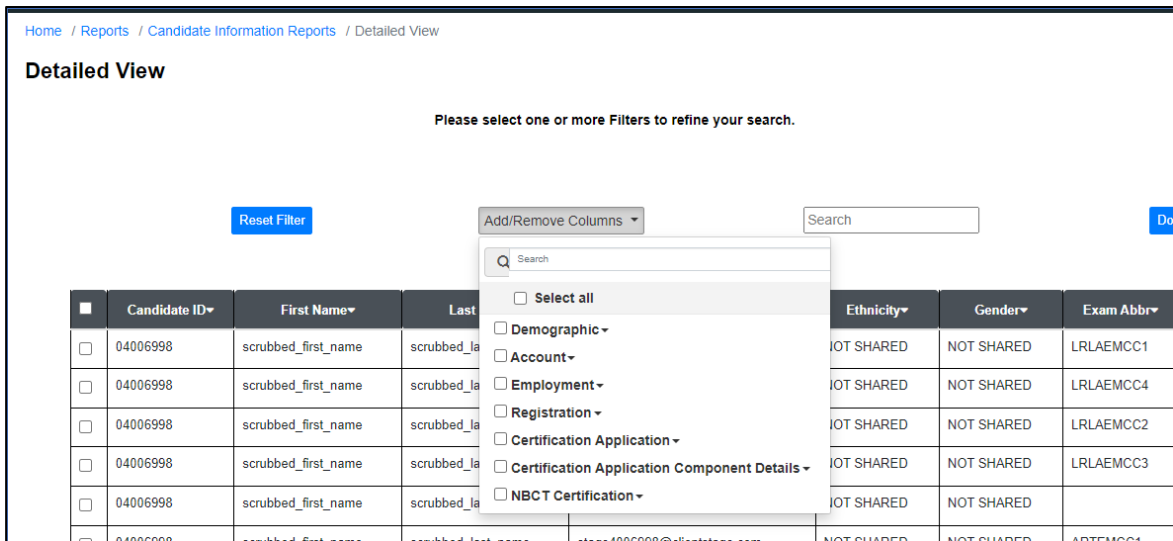 Home / Reports / Candidate Information Reports / Detailed View
Detailed View
Please select one or more Filters to refine your search.
Reset Filter Add/Remove Columns Search Do
Search
Select all
Demographic
Account
Employment
Registration
Certification Application
Certification Application Component Details
NBCT Certification
Candidate ID First Name Last Ethnicity Gender Exam Abbr
04006998 scrubbed_first_name scrubbed_la NOT SHARED NOT SHARED LRLAEMCC1
04006998 scrubbed_first_name scrubbed_la NOT SHARED NOT SHARED LRLAEMCC4
04006998 scrubbed_first_name scrubbed_la NOT SHARED NOT SHARED LRLAEMCC2
04006998 scrubbed_first_name scrubbed_la NOT SHARED NOT SHARED LRLAEMCC3
04006998 scrubbed_first_name scrubbed_la NOT SHARED NOT SHARED